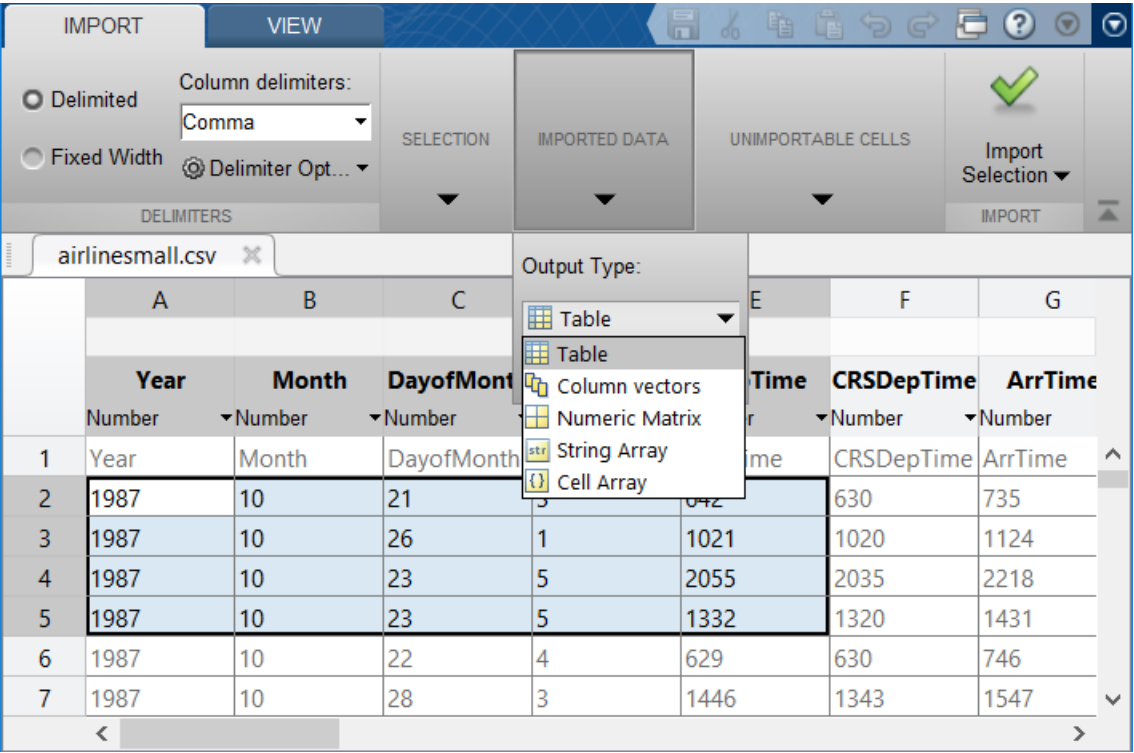 IMPORT VIEW
Delimited
Fixed Width
Column delimiters:
Comma
Delimiter Opt...
DELIMITERS
SELECTION
IMPORTED DATA
UNIMPORTABLE CELLS
Import
Selection
IMPORT
airlinesmall.csv
Output Type:
Table
Table
Column vectors
Numeric Matrix
str String Array
{} Cell Array
A B C E F G
Year Month DayofMont Time CRSDepTime ArrTime
Number Number Number Number Number
1 Year Month DayofMonth ime CRSDepTime ArrTime
2 1987 10 21 642 630 735
3 1987 10 26 1 1021 1020 1124
4 1987 10 23 5 2055 2035 2218
5 1987 10 23 5 1332 1320 1431
6 1987 10 22 4 629 630 746
7 1987 10 28 3 1446 1343 1547